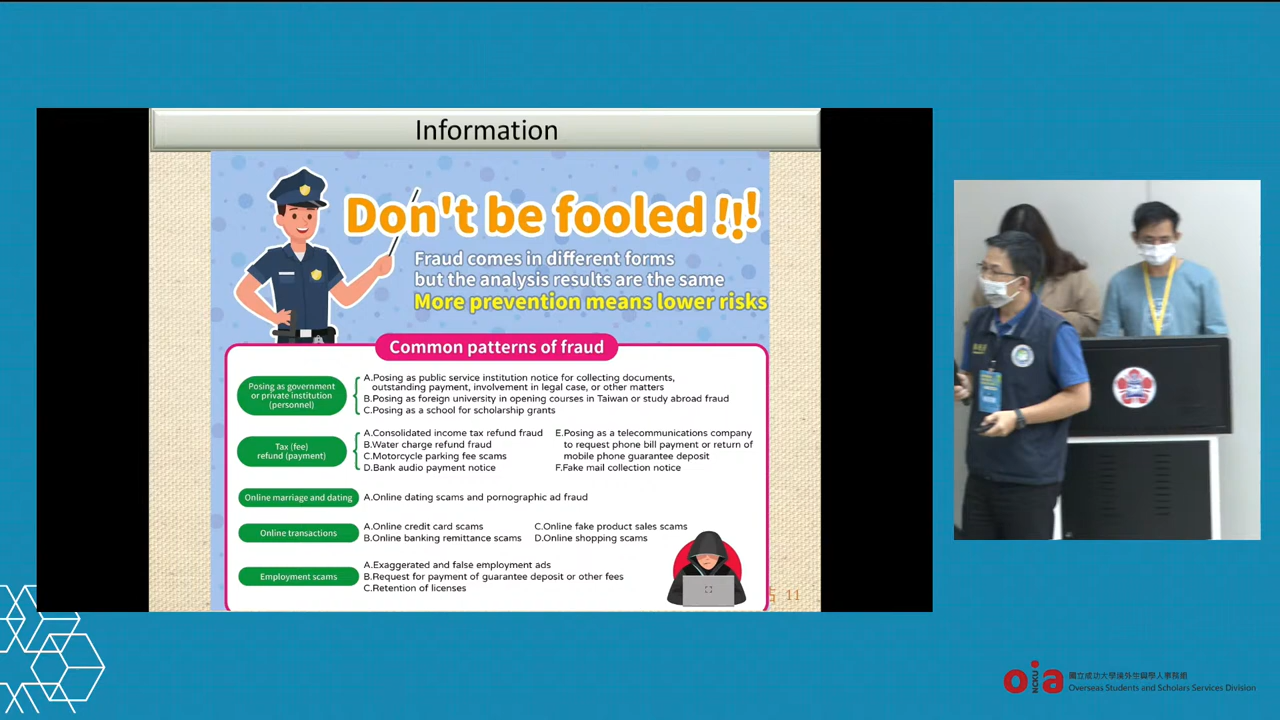 Information
Don't be fooled !!!
Fraud comes in different forms
but the analysis results are the same
More prevention means lower risks
Common patterns of fraud
Posing as government
or private institution
(personnel)
A.Posing as public service institution notice for collecting documents,
outstanding payment, involvement in legal case, or other matters
B.Posing as foreign university in opening courses in Taiwan or study abroad fraud
C.Posing as a school for scholarship grants
Tax (fee)
refund (payment)
A.Consolidated income tax refund fraud
B.Water charge refund fraud
C.Motorcycle parking fee scams
D.Bank audio payment notice
E.Posing as a telecommunications company
to request phone bill payment or return of
mobile phone guarantee deposit
F.Fake mail collection notice
Online marriage and dating
A.Online dating scams and pornographic ad fraud
Online transactions
A.Online credit card scams
B.Online banking remittance scams
C.Online fake product sales scams
D.Online shopping scams
Employment scams
A.Exaggerated and false employment ads
B.Request for payment of guarantee deposit or other fees
C.Retention of licenses
11
NCKU
oia
國立成功大學境外生與學人事務組
Overseas Students and Scholars Services Division